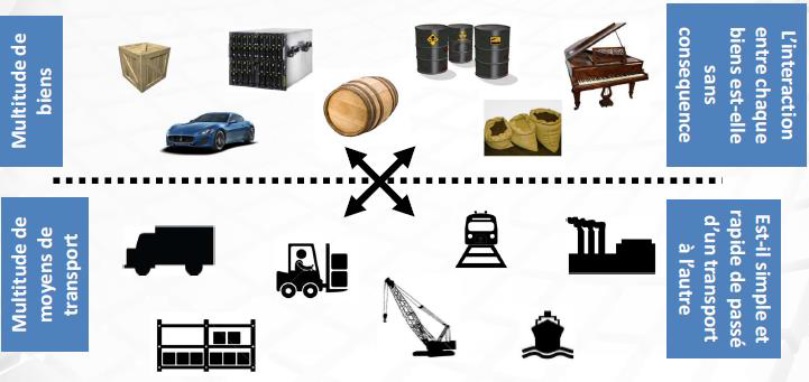 Multitude de
biens
L'interaction
entre chaque
biens est-elle
sans
consequence
Multitude de
moyens de
transport
Est-il simple et
rapide de passé
d'un transport
à l'autre